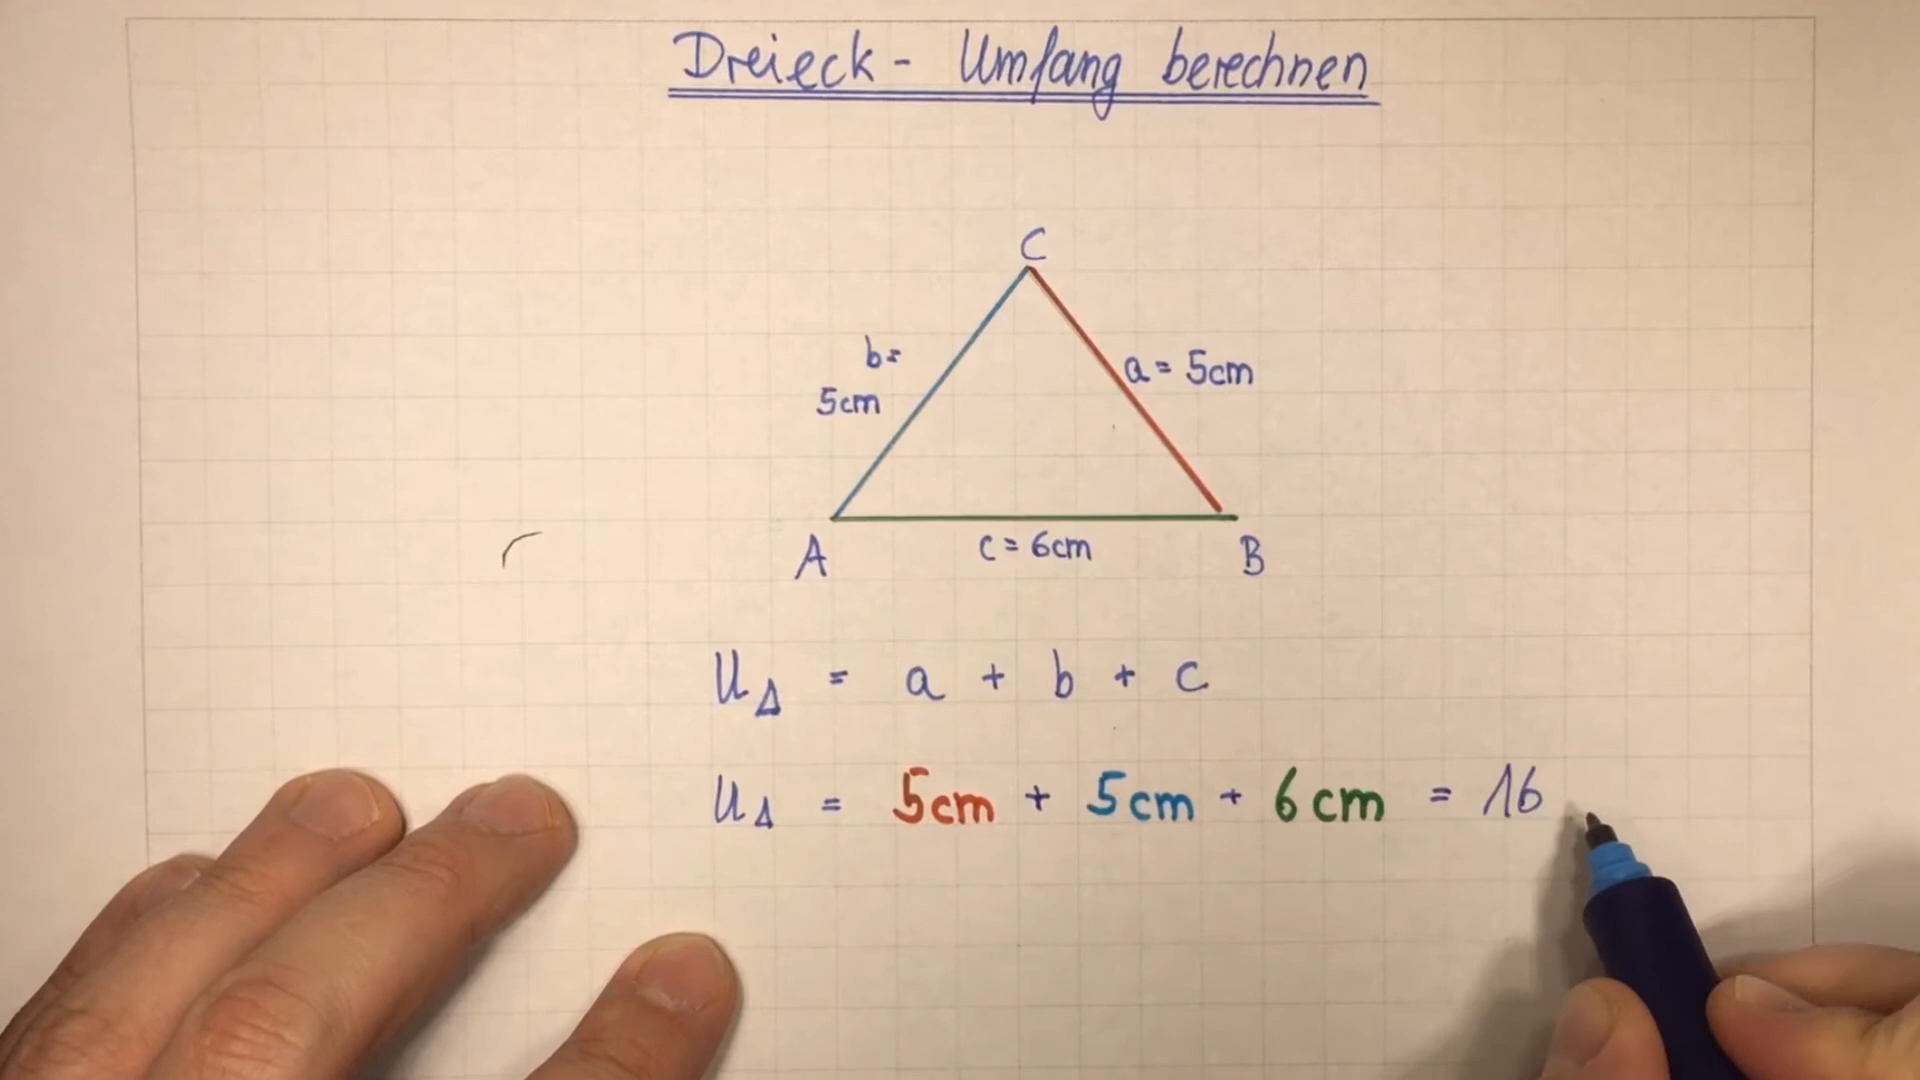 Dreieck - Umfang berechnen
C
b=
5cm
a = 5cm
A
c = 6cm
B
U∆ = a + b + c
U∆ = 5cm + 5cm + 6cm = 16